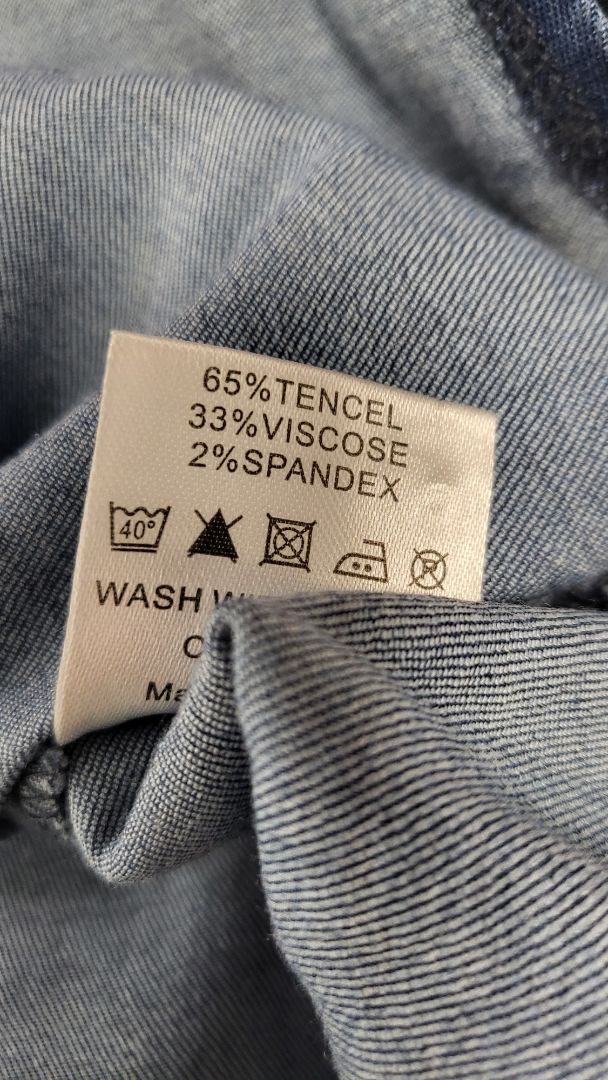 65%TENCEL
33%VISCOSE
2%SPANDEX
40°
WASH